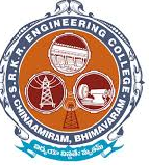 S.R.K.R. ENGINEERING COLLEGE
CHINAAMIRAM, BHIMAVARAM